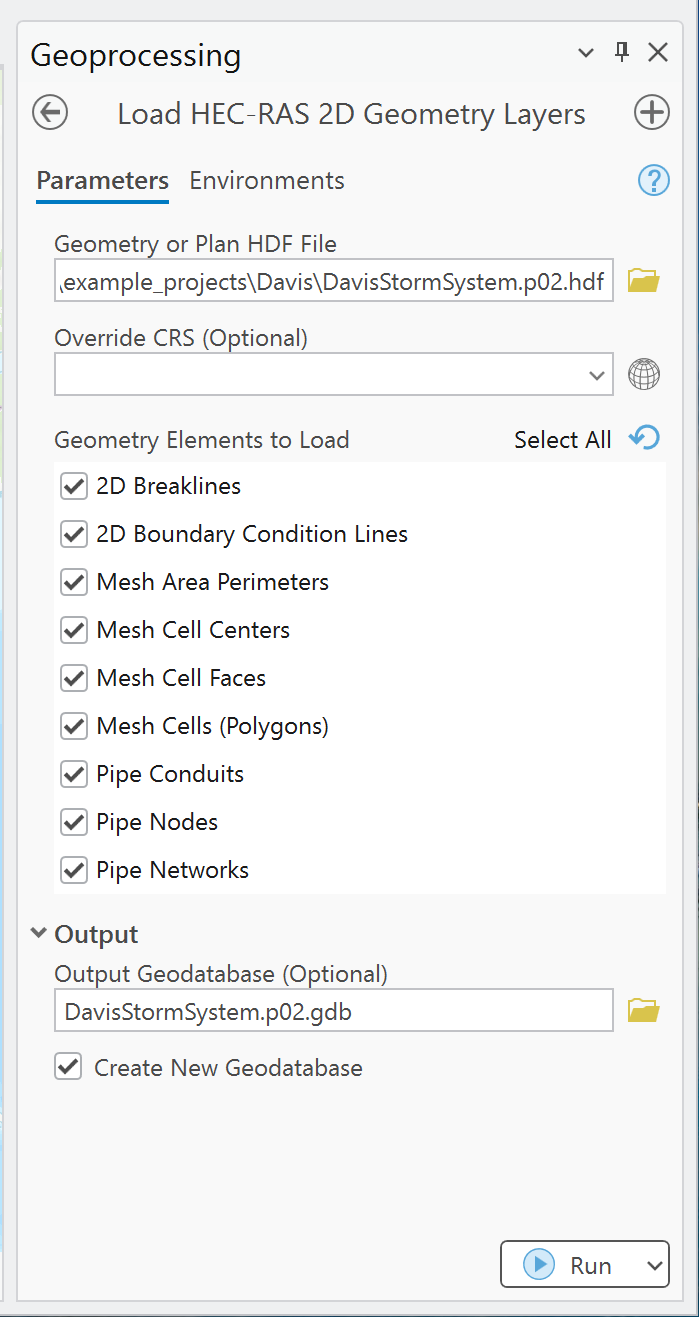 Geoprocessing
Load HEC-RAS 2D Geometry Layers
Parameters Environments
Geometry or Plan HDF File
\example_projects\Davis\DavisStormSystem.p02.hdf
Override CRS (Optional)
Geometry Elements to Load Select All
2D Breaklines
2D Boundary Condition Lines
Mesh Area Perimeters
Mesh Cell Centers
Mesh Cell Faces
Mesh Cells (Polygons)
Pipe Conduits
Pipe Nodes
Pipe Networks
Output
Output Geodatabase (Optional)
DavisStormSystem.p02.gdb
Create New Geodatabase
Run